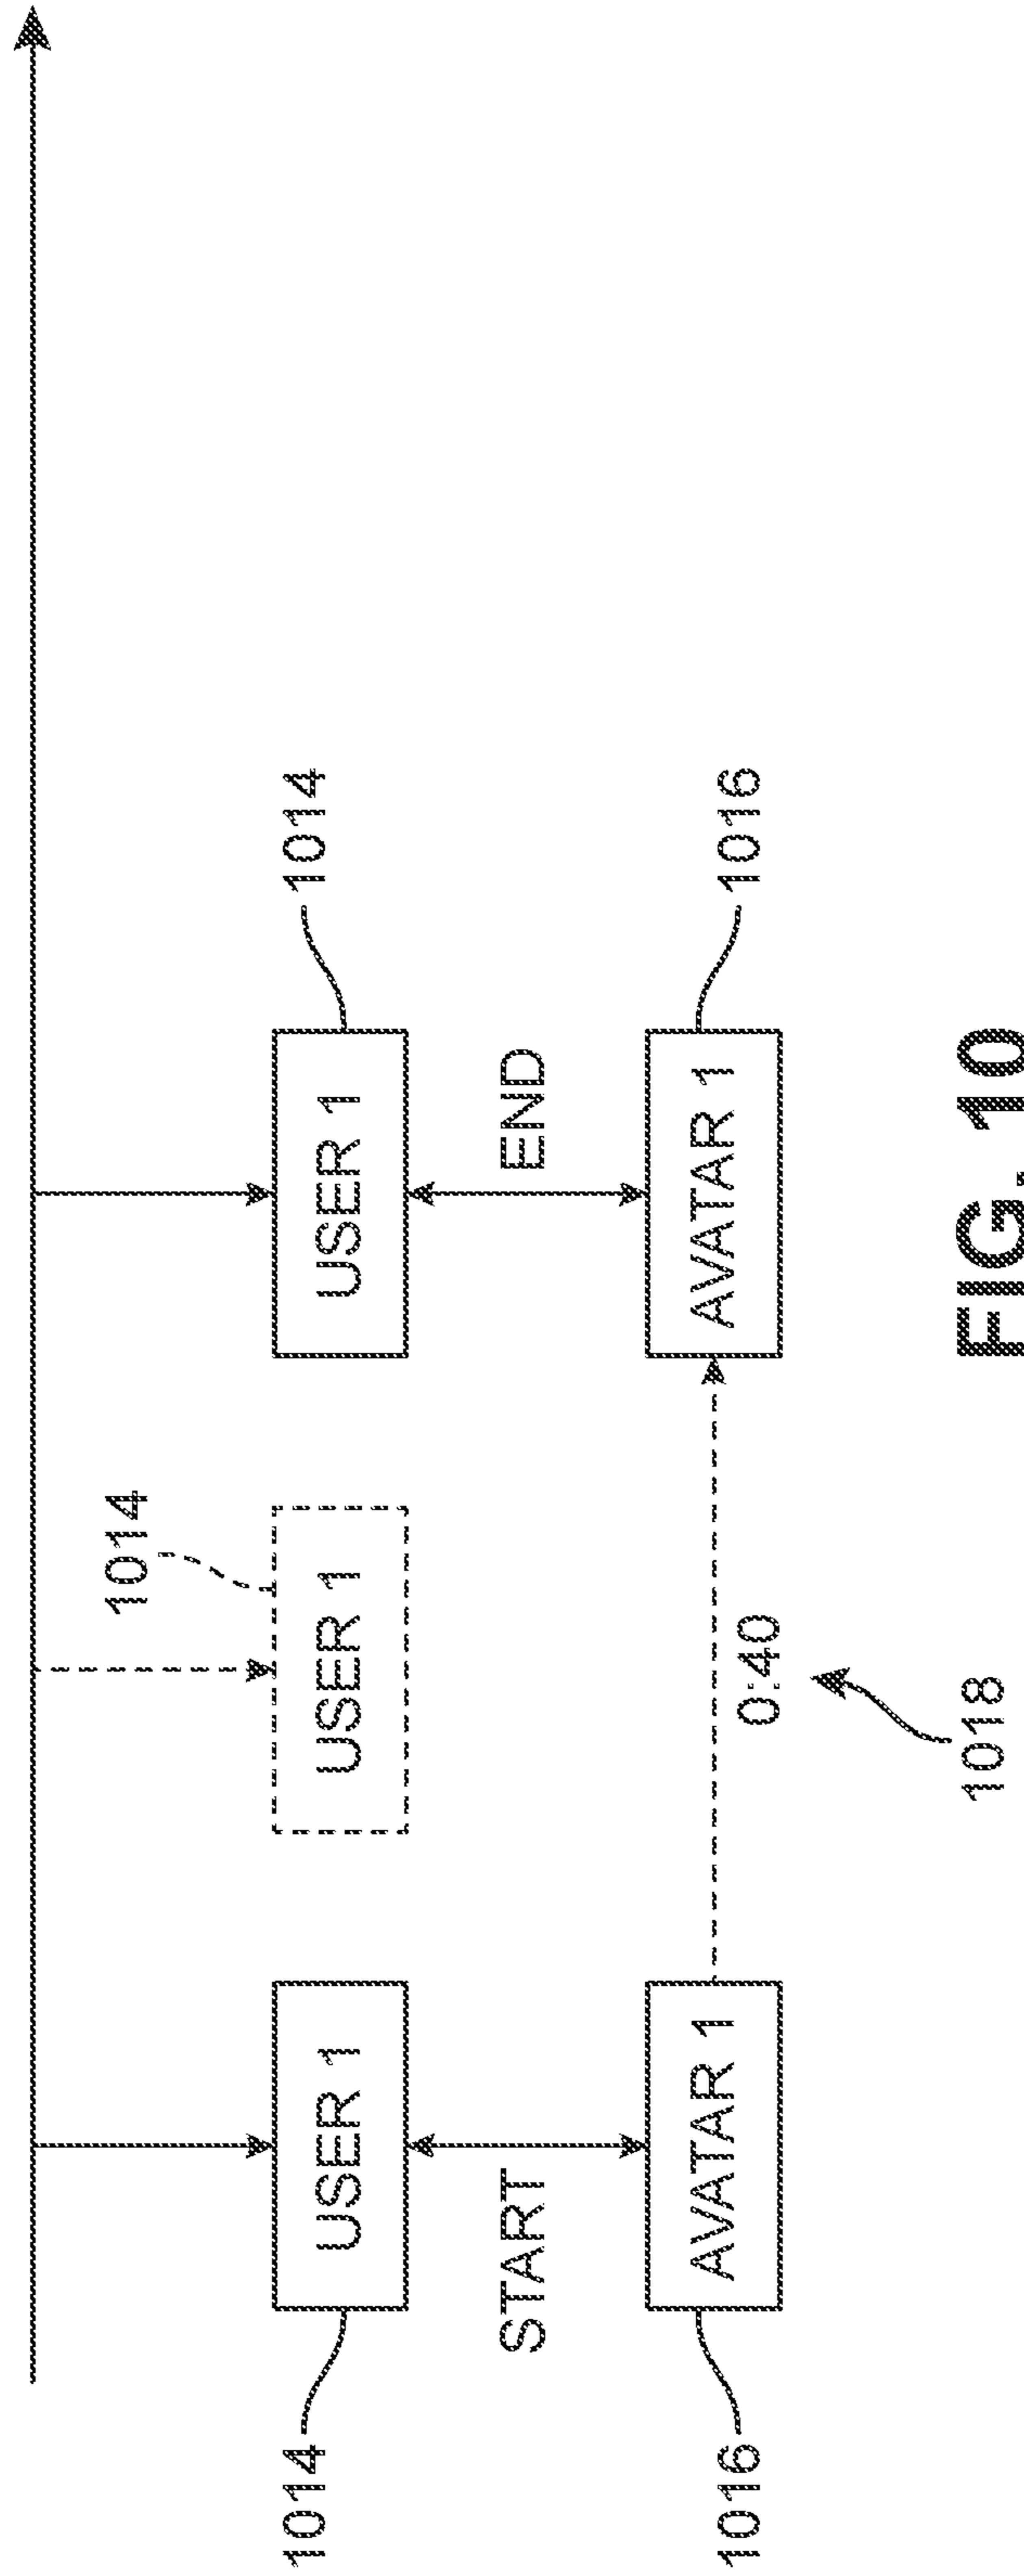 1014
1014
1014
USER 1
USER 1
USER 1
START
END
1016
AVATAR 1
AVATAR 1
1016
0:40
1018
FIG. 10